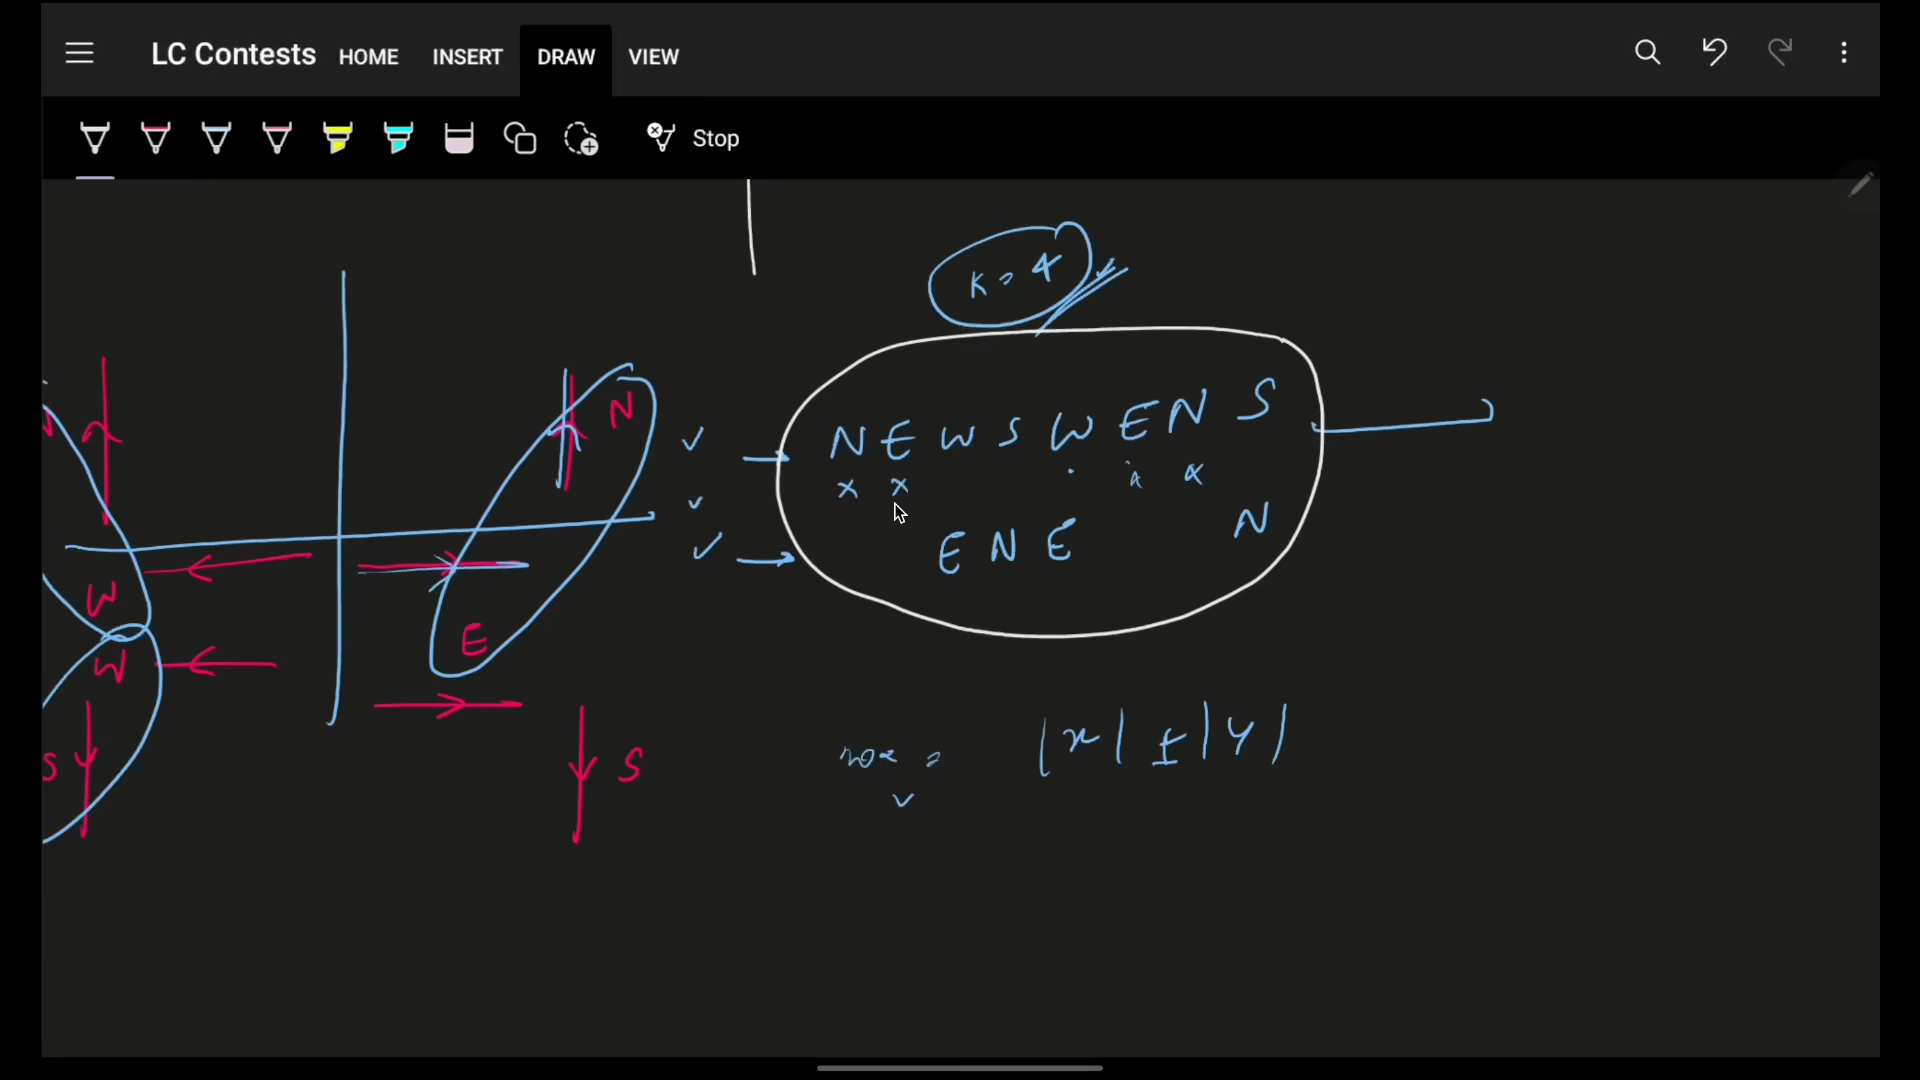 LC Contests HOME INSERT DRAW VIEW
Stop
K = 4
N
N E W S W E N S
x x
E N E N
W
E
W
S
S
|x| ± |y|